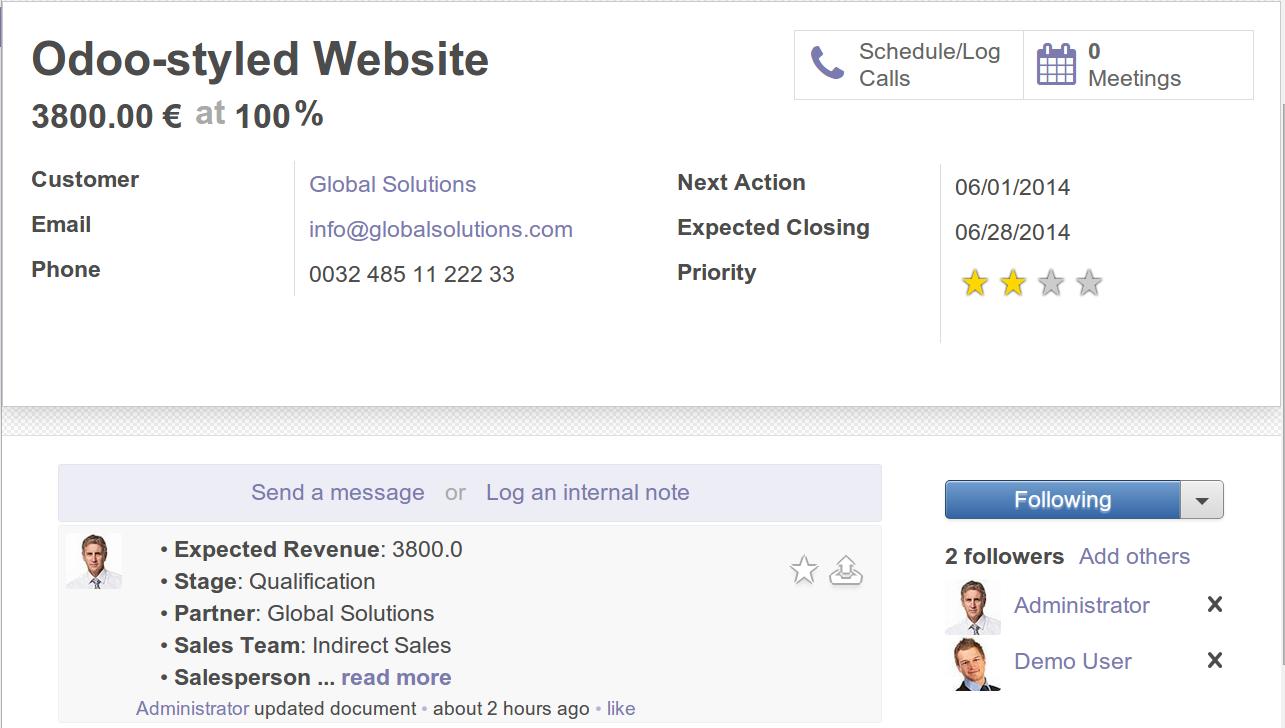 Odoo-styled Website
3800.00 € at 100 %
Schedule/Log
Calls
0
Meetings
Customer
Global Solutions
Email
info@globalsolutions.com
Phone
0032 485 11 222 33
Next Action
06/01/2014
Expected Closing
06/28/2014
Priority
Send a message or Log an internal note
• Expected Revenue: 3800.0
• Stage: Qualification
• Partner: Global Solutions
• Sales Team: Indirect Sales
• Salesperson ... read more
Administrator updated document • about 2 hours ago • like
Following
2 followers Add others
Administrator
Demo User